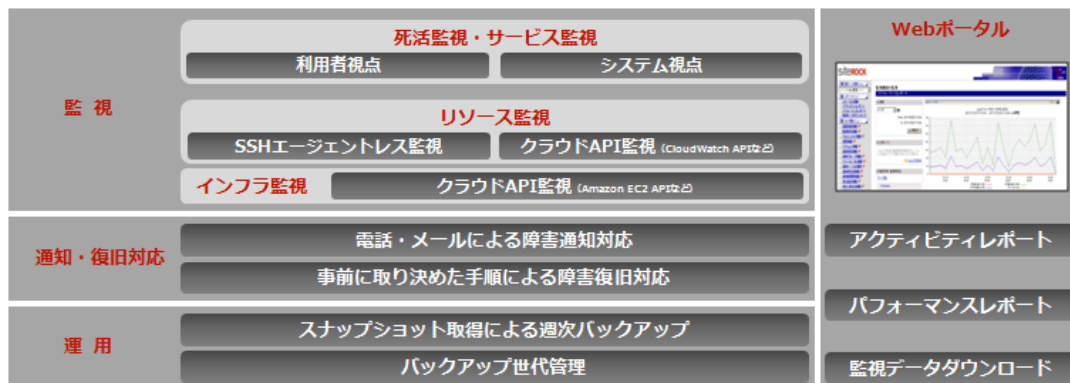 死活監視・サービス監視
利用者視点
システム視点
監 視
リソース監視
SSHエージェントレス監視
クラウドAPI監視 (CloudWatch APIなど)
インフラ監視
クラウドAPI監視 (Amazon EC2 APIなど)
通知・復旧対応
電話・メールによる障害通知対応
事前に取り決めた手順による障害復旧対応
運 用
スナップショット取得による週次バックアップ
バックアップ世代管理
Webポータル
siteROCK
アクティビティレポート
パフォーマンスレポート
監視データダウンロード